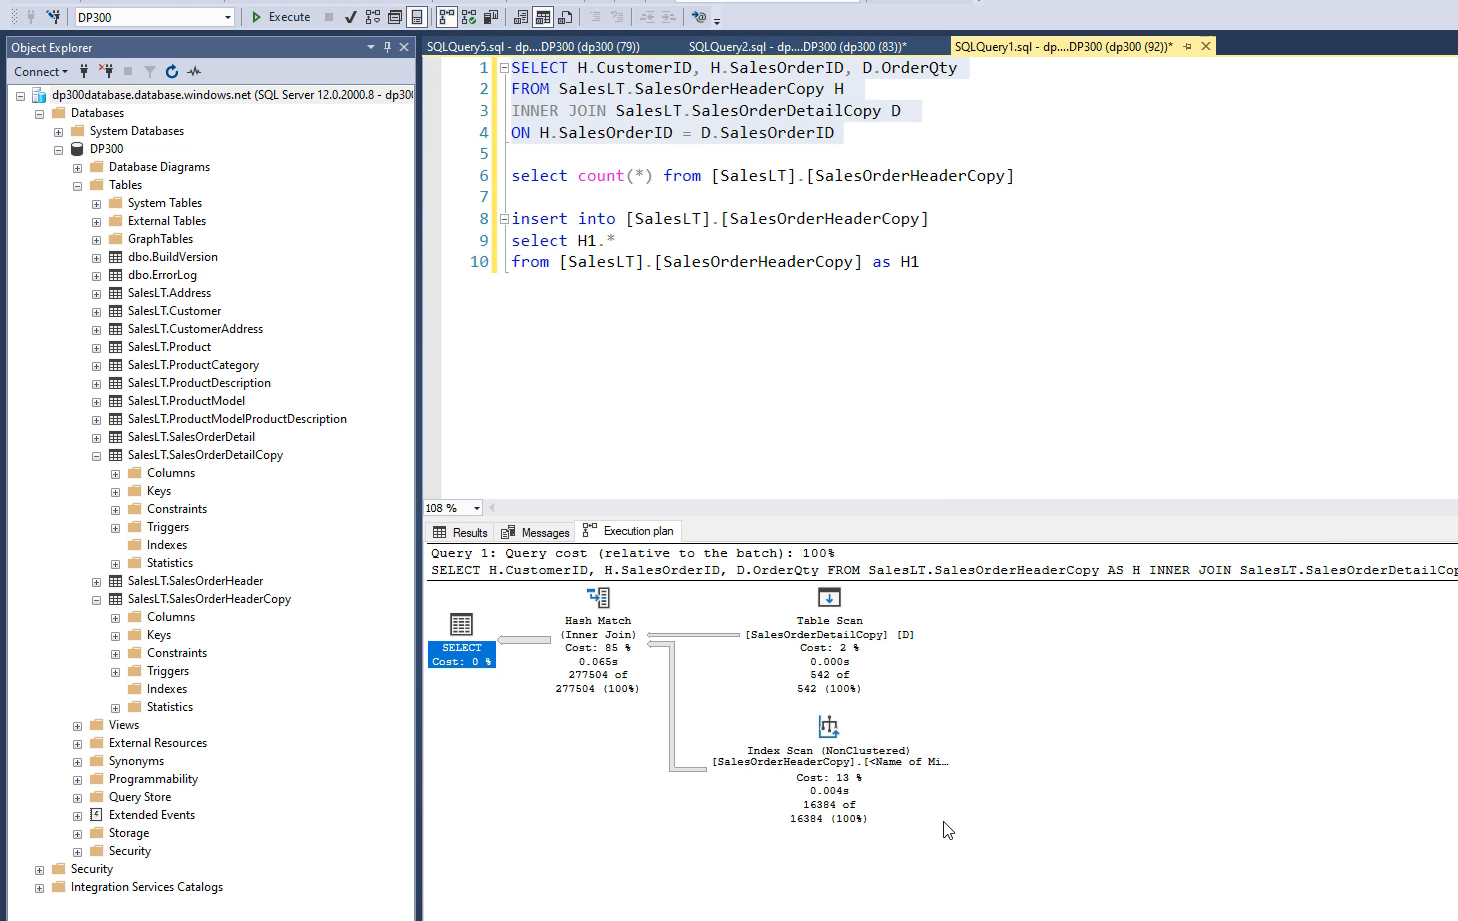 DP300
Execute
Object Explorer
Connect
dp300database.database.windows.net (SQL Server 12.0.2000.8 - dp300
Databases
System Databases
DP300
Database Diagrams
Tables
System Tables
External Tables
GraphTables
dbo.BuildVersion
dbo.ErrorLog
SalesLT.Address
SalesLT.Customer
SalesLT.CustomerAddress
SalesLT.Product
SalesLT.ProductCategory
SalesLT.ProductDescription
SalesLT.ProductModel
SalesLT.ProductModelProductDescription
SalesLT.SalesOrderDetail
SalesLT.SalesOrderDetailCopy
Columns
Keys
Constraints
Triggers
Indexes
Statistics
SalesLT.SalesOrderHeader
SalesLT.SalesOrderHeaderCopy
Columns
Keys
Constraints
Triggers
Indexes
Statistics
Views
External Resources
Synonyms
Programmability
Query Store
Extended Events
Storage
Security
Security
Integration Services Catalogs
SQLQuery5.sql - dp....DP300 (dp300 (79))
SQLQuery2.sql - dp....DP300 (dp300 (83))*
SQLQuery1.sql - dp....DP300 (dp300 (92))*
1 SELECT H.CustomerID, H.SalesOrderID, D.OrderQty
2 FROM SalesLT.SalesOrderHeaderCopy H
3 INNER JOIN SalesLT.SalesOrderDetailCopy D
4 ON H.SalesOrderID = D.SalesOrderID
5
6 select count(*) from [SalesLT].[SalesOrderHeaderCopy]
7
8 insert into [SalesLT].[SalesOrderHeaderCopy]
9 select H1.*
10 from [SalesLT].[SalesOrderHeaderCopy] as H1
108 %
Results
Messages
Execution plan
Query 1: Query cost (relative to the batch): 100%
SELECT H.CustomerID, H.SalesOrderID, D.OrderQty FROM SalesLT.SalesOrderHeaderCopy AS H INNER JOIN SalesLT.SalesOrderDetailCop
SELECT
Cost: 0 %
Hash Match
(Inner Join)
Cost: 85 %
0.065s
277504 of
277504 (100%)
Table Scan
[SalesOrderDetailCopy] [D]
Cost: 2 %
0.000s
542 of
542 (100%)
Index Scan (NonClustered)
[SalesOrderHeaderCopy].[<Name of Mi…
Cost: 13 %
0.004s
16384 of
16384 (100%)